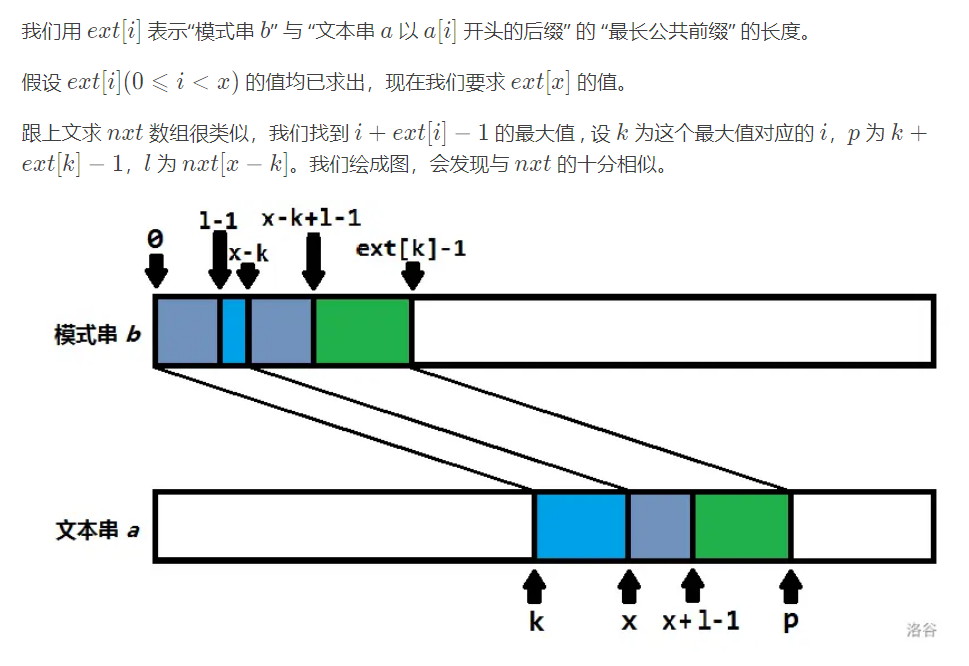 我们用 ext[i] 表示“模式串 b” 与 “文本串 a 以 a[i] 开头的后缀” 的 “最长公共前缀” 的长度。
假设 ext[i](0 ⩽ i < x) 的值均已求出，现在我们要求 ext[x] 的值。
跟上文求 nxt 数组很类似，我们找到 i + ext[i] − 1 的最大值 , 设 k 为这个最大值对应的 i，p 为 k +
ext[k] − 1，l 为 nxt[x − k]。我们绘成图，会发现与 nxt 的十分相似。
0 l-1 x-k x-k+l-1 ext[k]-1
模式串 b
文本串 a
k x x+l-1 p
洛谷